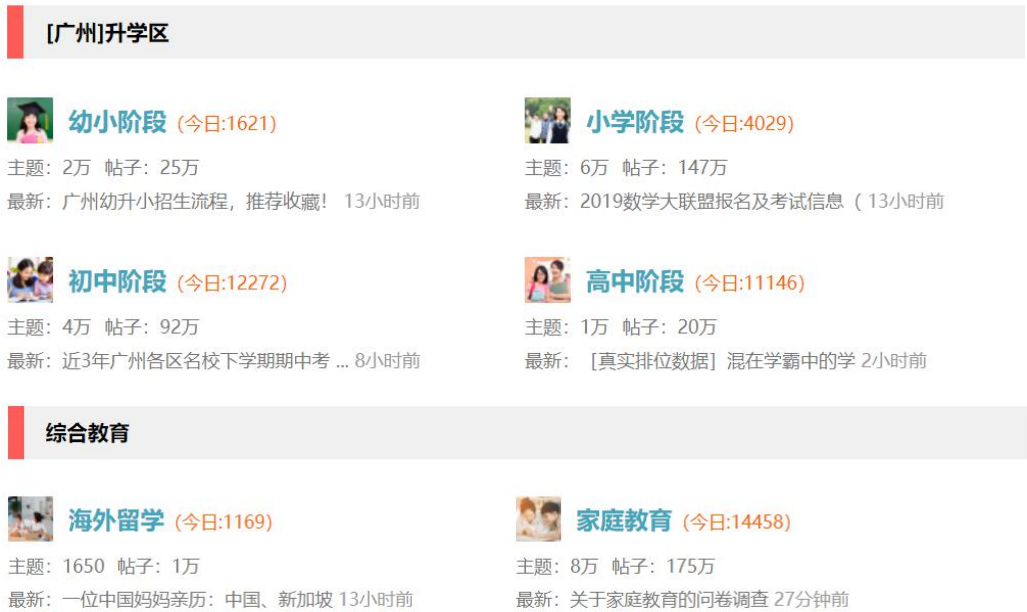 [广州]升学区
幼小阶段 (今日:1621)
主题：2万 帖子：25万
最新：广州幼升小招生流程，推荐收藏！ 13小时前
小学阶段 (今日:4029)
主题：6万 帖子：147万
最新：2019数学大联盟报名及考试信息（ 13小时前
初中阶段 (今日:12272)
主题：4万 帖子：92万
最新：近3年广州各区名校下学期期中考 ... 8小时前
高中阶段 (今日:11146)
主题：1万 帖子：20万
最新：［真实排位数据］混在学霸中的学 2小时前
综合教育
海外留学 (今日:1169)
主题：1650 帖子：1万
最新：一位中国妈妈亲历：中国、新加坡 13小时前
家庭教育 (今日:14458)
主题：8万 帖子：175万
最新：关于家庭教育的问卷调查 27分钟前